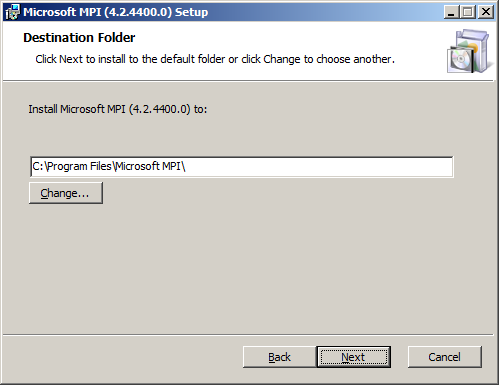 Microsoft MPI (4.2.4400.0) Setup
Destination Folder
Click Next to install to the default folder or click Change to choose another.
Install Microsoft MPI (4.2.4400.0) to:
C:\Program Files\Microsoft MPI\
Change...
Back Next Cancel